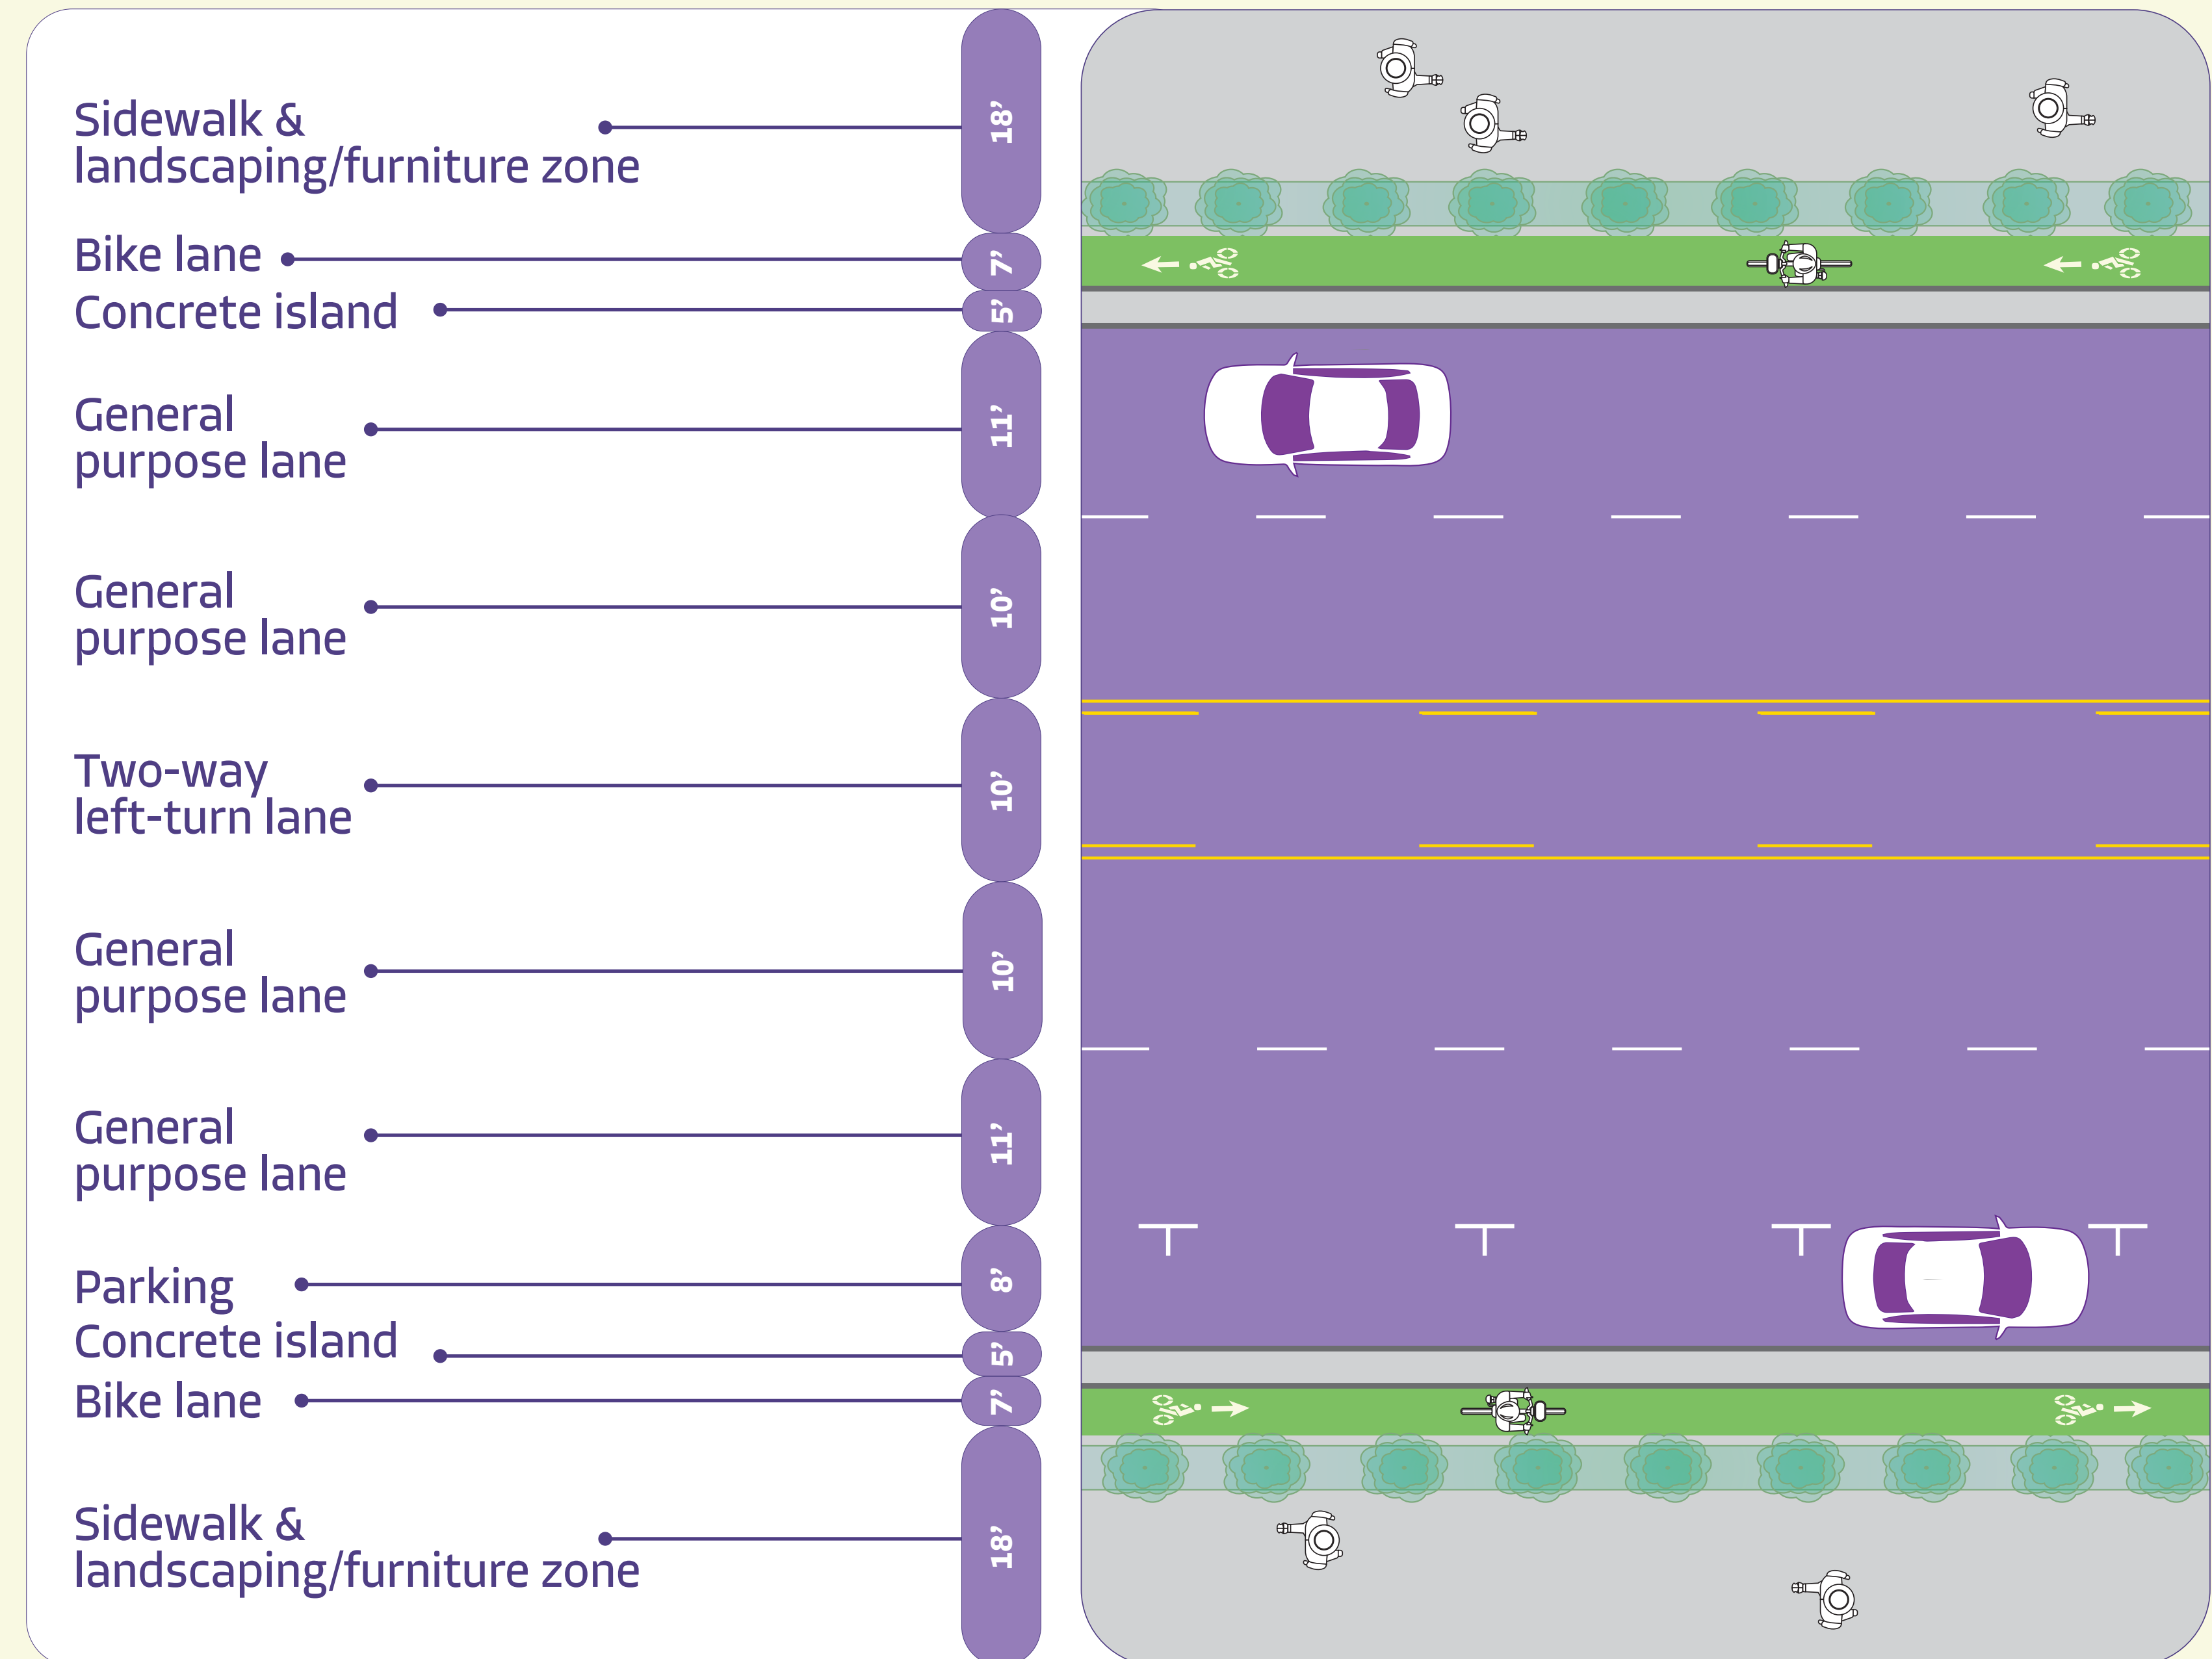 Sidewalk &
landscaping/furniture zone
18’
Bike lane
7’
Concrete island
5’
General
purpose lane
11’
General
purpose lane
10’
Two-way
left-turn lane
10’
General
purpose lane
10’
General
purpose lane
11’
Parking
8’
Concrete island
5’
Bike lane
7’
Sidewalk &
landscaping/furniture zone
18’